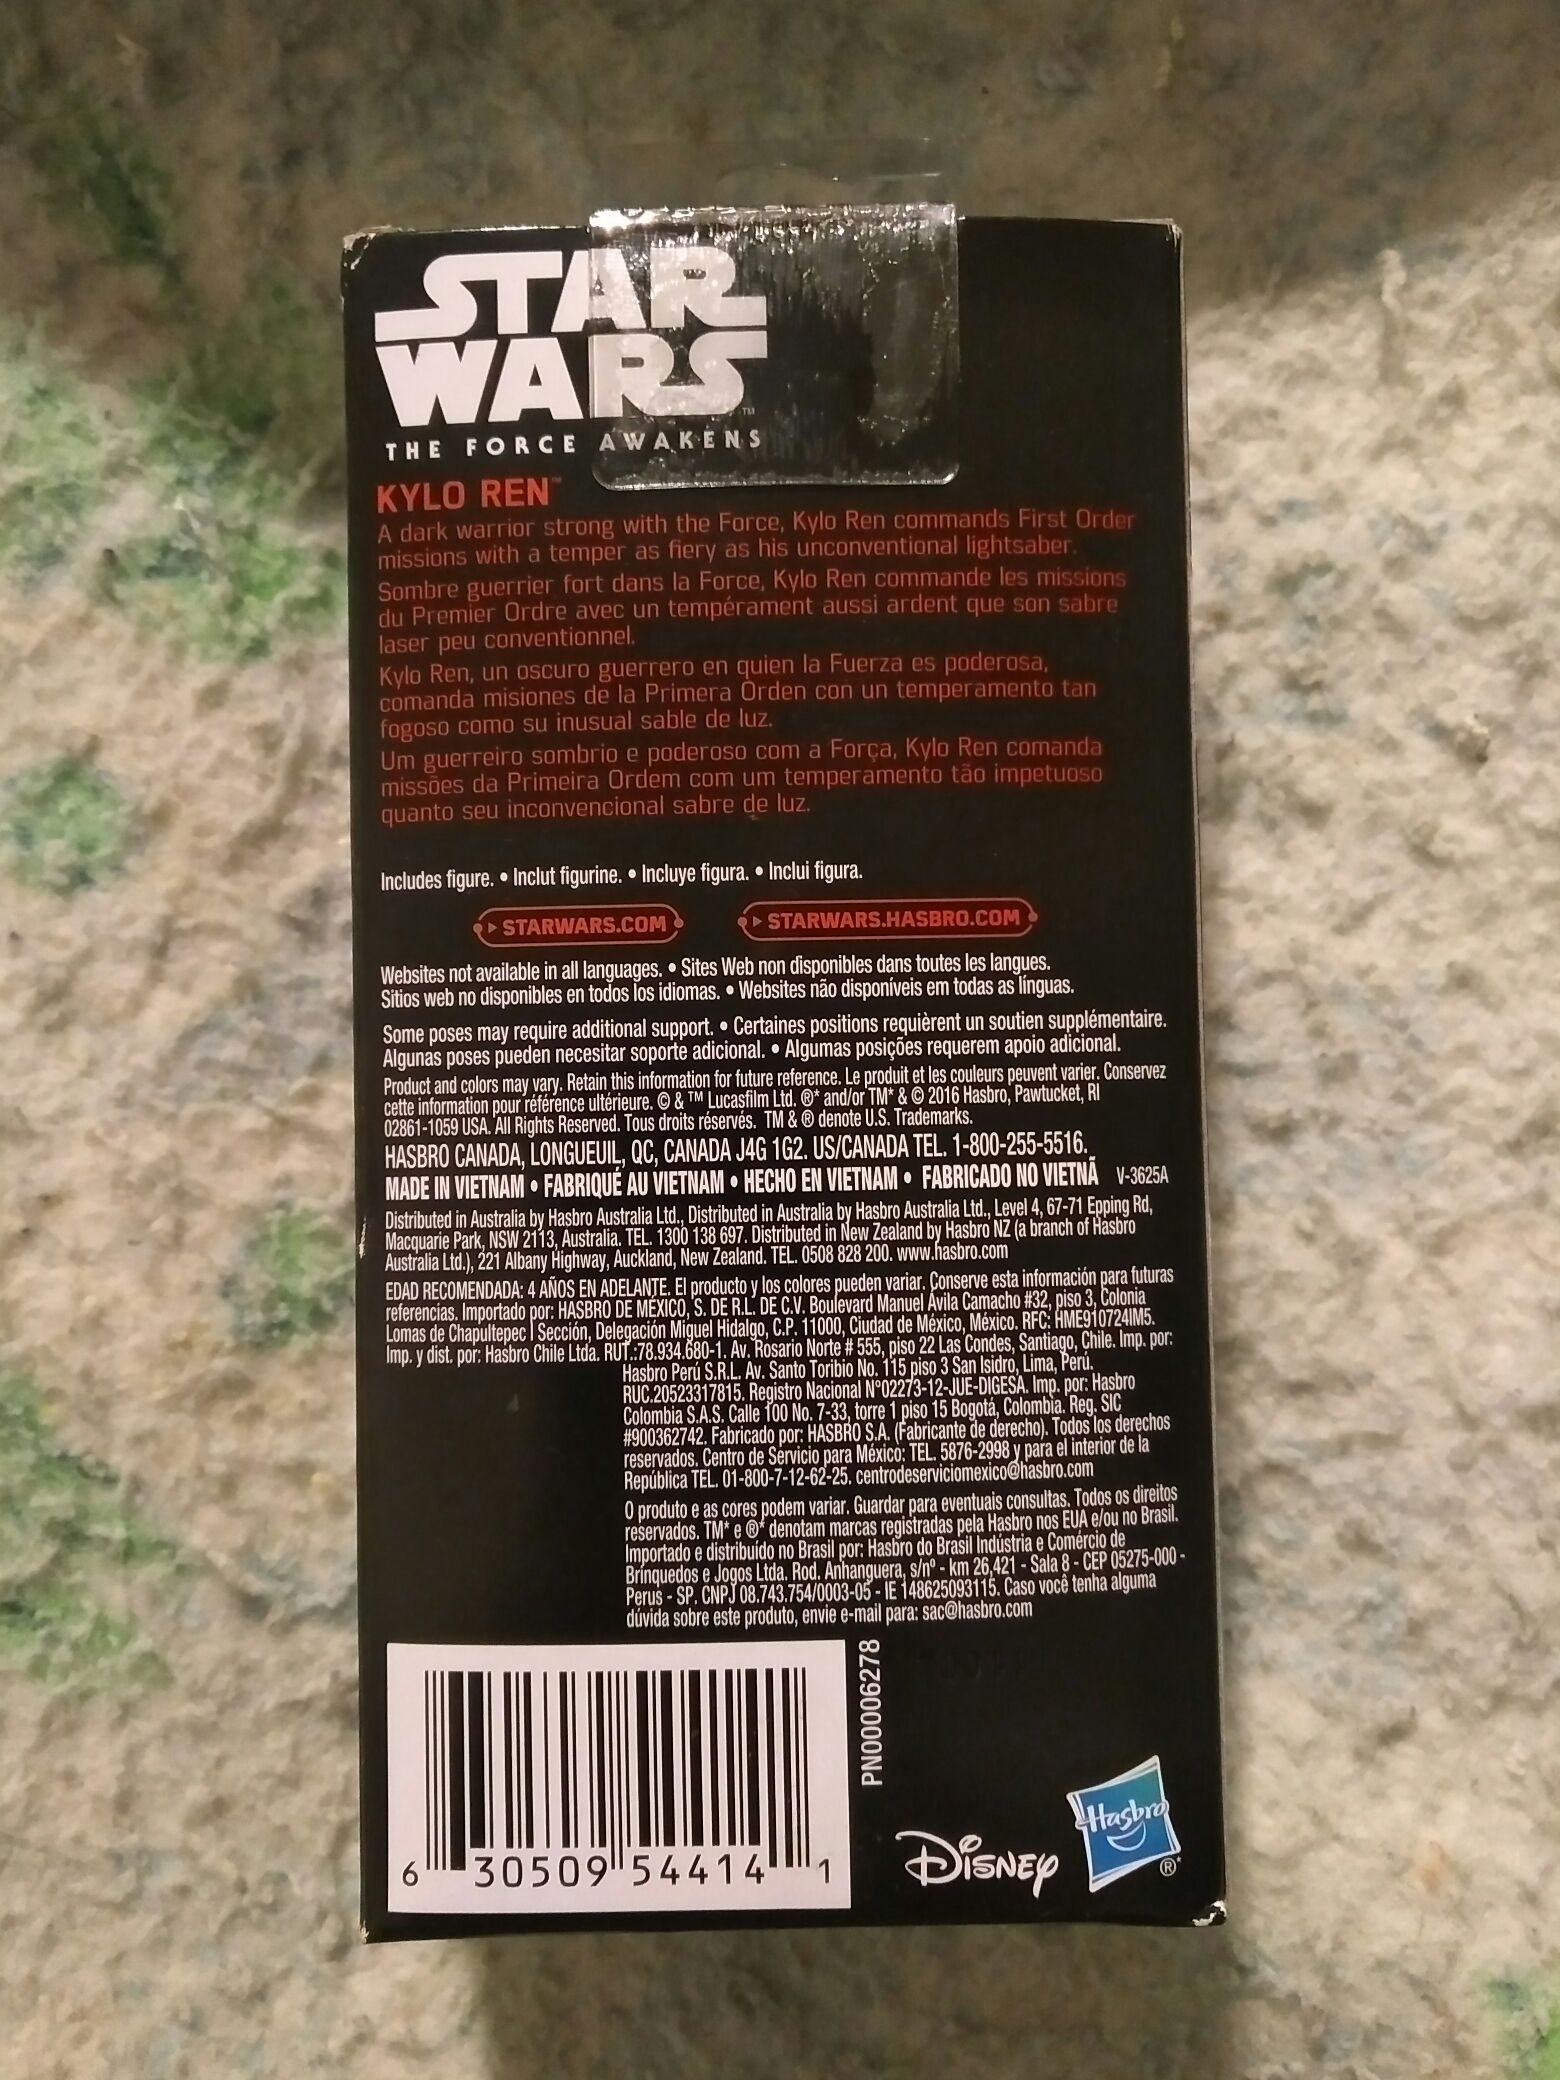 STAR
WARS™
THE FORCE AWAKENS
KYLO REN™
A dark warrior strong with the Force, Kylo Ren commands First Order
missions with a temper as fiery as his unconventional lightsaber.
Sombre guerrier fort dans la Force, Kylo Ren commande les missions
du Premier Ordre avec un tempérament aussi ardent que son sabre
laser peu conventionnel.
Kylo Ren, un oscuro guerrero en quien la Fuerza es poderosa,
comanda misiones de la Primera Orden con un temperamento tan
fogoso como su inusual sable de luz.
Um guerreiro sombrio e poderoso com a Força, Kylo Ren comanda
missões da Primeira Ordem com um temperamento tão impetuoso
quanto seu inconvencional sabre de luz.
Includes figure. • Inclut figurine. • Incluye figura. • Inclui figura.
STARWARS.COM
STARWARS.HASBRO.COM
Websites not available in all languages. • Sites Web non disponibles dans toutes les langues.
Sitios web no disponibles en todos los idiomas. • Websites não disponíveis em todas as línguas.
Some poses may require additional support. • Certaines positions requièrent un soutien supplémentaire.
Algunas poses pueden necesitar soporte adicional. • Algumas posições requerem apoio adicional.
Product and colors may vary. Retain this information for future reference. Le produit et les couleurs peuvent varier. Conservez
cette information pour référence ultérieure. © & ™ Lucasfilm Ltd. ®* and/or TM* & © 2016 Hasbro, Pawtucket, RI
02861-1059 USA. All Rights Reserved. Tous droits réservés. TM & ® denote U.S. Trademarks.
HASBRO CANADA, LONGUEUIL, QC, CANADA J4G 1G2. US/CANADA TEL. 1-800-255-5516.
MADE IN VIETNAM • FABRIQUÉ AU VIETNAM • HECHO EN VIETNAM • FABRICADO NO VIETNÃ V-3625A
Distributed in Australia by Hasbro Australia Ltd., Distributed in Australia by Hasbro Australia Ltd., Level 4, 67-71 Epping Rd,
Macquarie Park, NSW 2113, Australia. TEL. 1300 138 697. Distributed in New Zealand by Hasbro NZ (a branch of Hasbro
Australia Ltd.), 221 Albany Highway, Auckland, New Zealand. TEL. 0508 828 200. www.hasbro.com
EDAD RECOMENDADA: 4 AÑOS EN ADELANTE. El producto y los colores pueden variar. Conserve esta información para futuras
referencias. Importado por: HASBRO DE MÉXICO, S. DE R.L. DE C.V. Boulevard Manuel Ávila Camacho #32, piso 3, Colonia
Lomas de Chapultepec I Sección, Delegación Miguel Hidalgo, C.P. 11000, Ciudad de México, México. RFC: HME910724IM5.
Imp. y dist. por: Hasbro Chile Ltda. RUT.:78.934.680-1. Av. Rosario Norte # 555, piso 22 Las Condes, Santiago, Chile. Imp. por:
Hasbro Perú S.R.L. Av. Santo Toribio No. 115 piso 3 San Isidro, Lima, Perú.
RUC.20523317815. Registro Nacional N°02273-12-JUE-DIGESA. Imp. por: Hasbro
Colombia S.A.S. Calle 100 No. 7-33, torre 1 piso 15 Bogotá, Colombia. Reg. SIC
#900362742. Fabricado por: HASBRO S.A. (Fabricante de derecho). Todos los derechos
reservados. Centro de Servicio para México: TEL. 5876-2998 y para el interior de la
República TEL. 01-800-7-12-62-25. centrodeserviciomexico@hasbro.com
O produto e as cores podem variar. Guardar para eventuais consultas. Todos os direitos
reservados. TM* e ®* denotam marcas registradas pela Hasbro nos EUA e/ou no Brasil.
Importado e distribuído no Brasil por: Hasbro do Brasil Indústria e Comércio de
Brinquedos e Jogos Ltda. Rod. Anhanguera, s/nº - km 26,421 - Sala 8 - CEP 05275-000 -
Perus - SP. CNPJ 08.743.754/0003-05 - IE 148625093115. Caso você tenha alguma
dúvida sobre este produto, envie e-mail para: sac@hasbro.com
PN00006278
6 30509 54414 1
Disney
Hasbro
®*